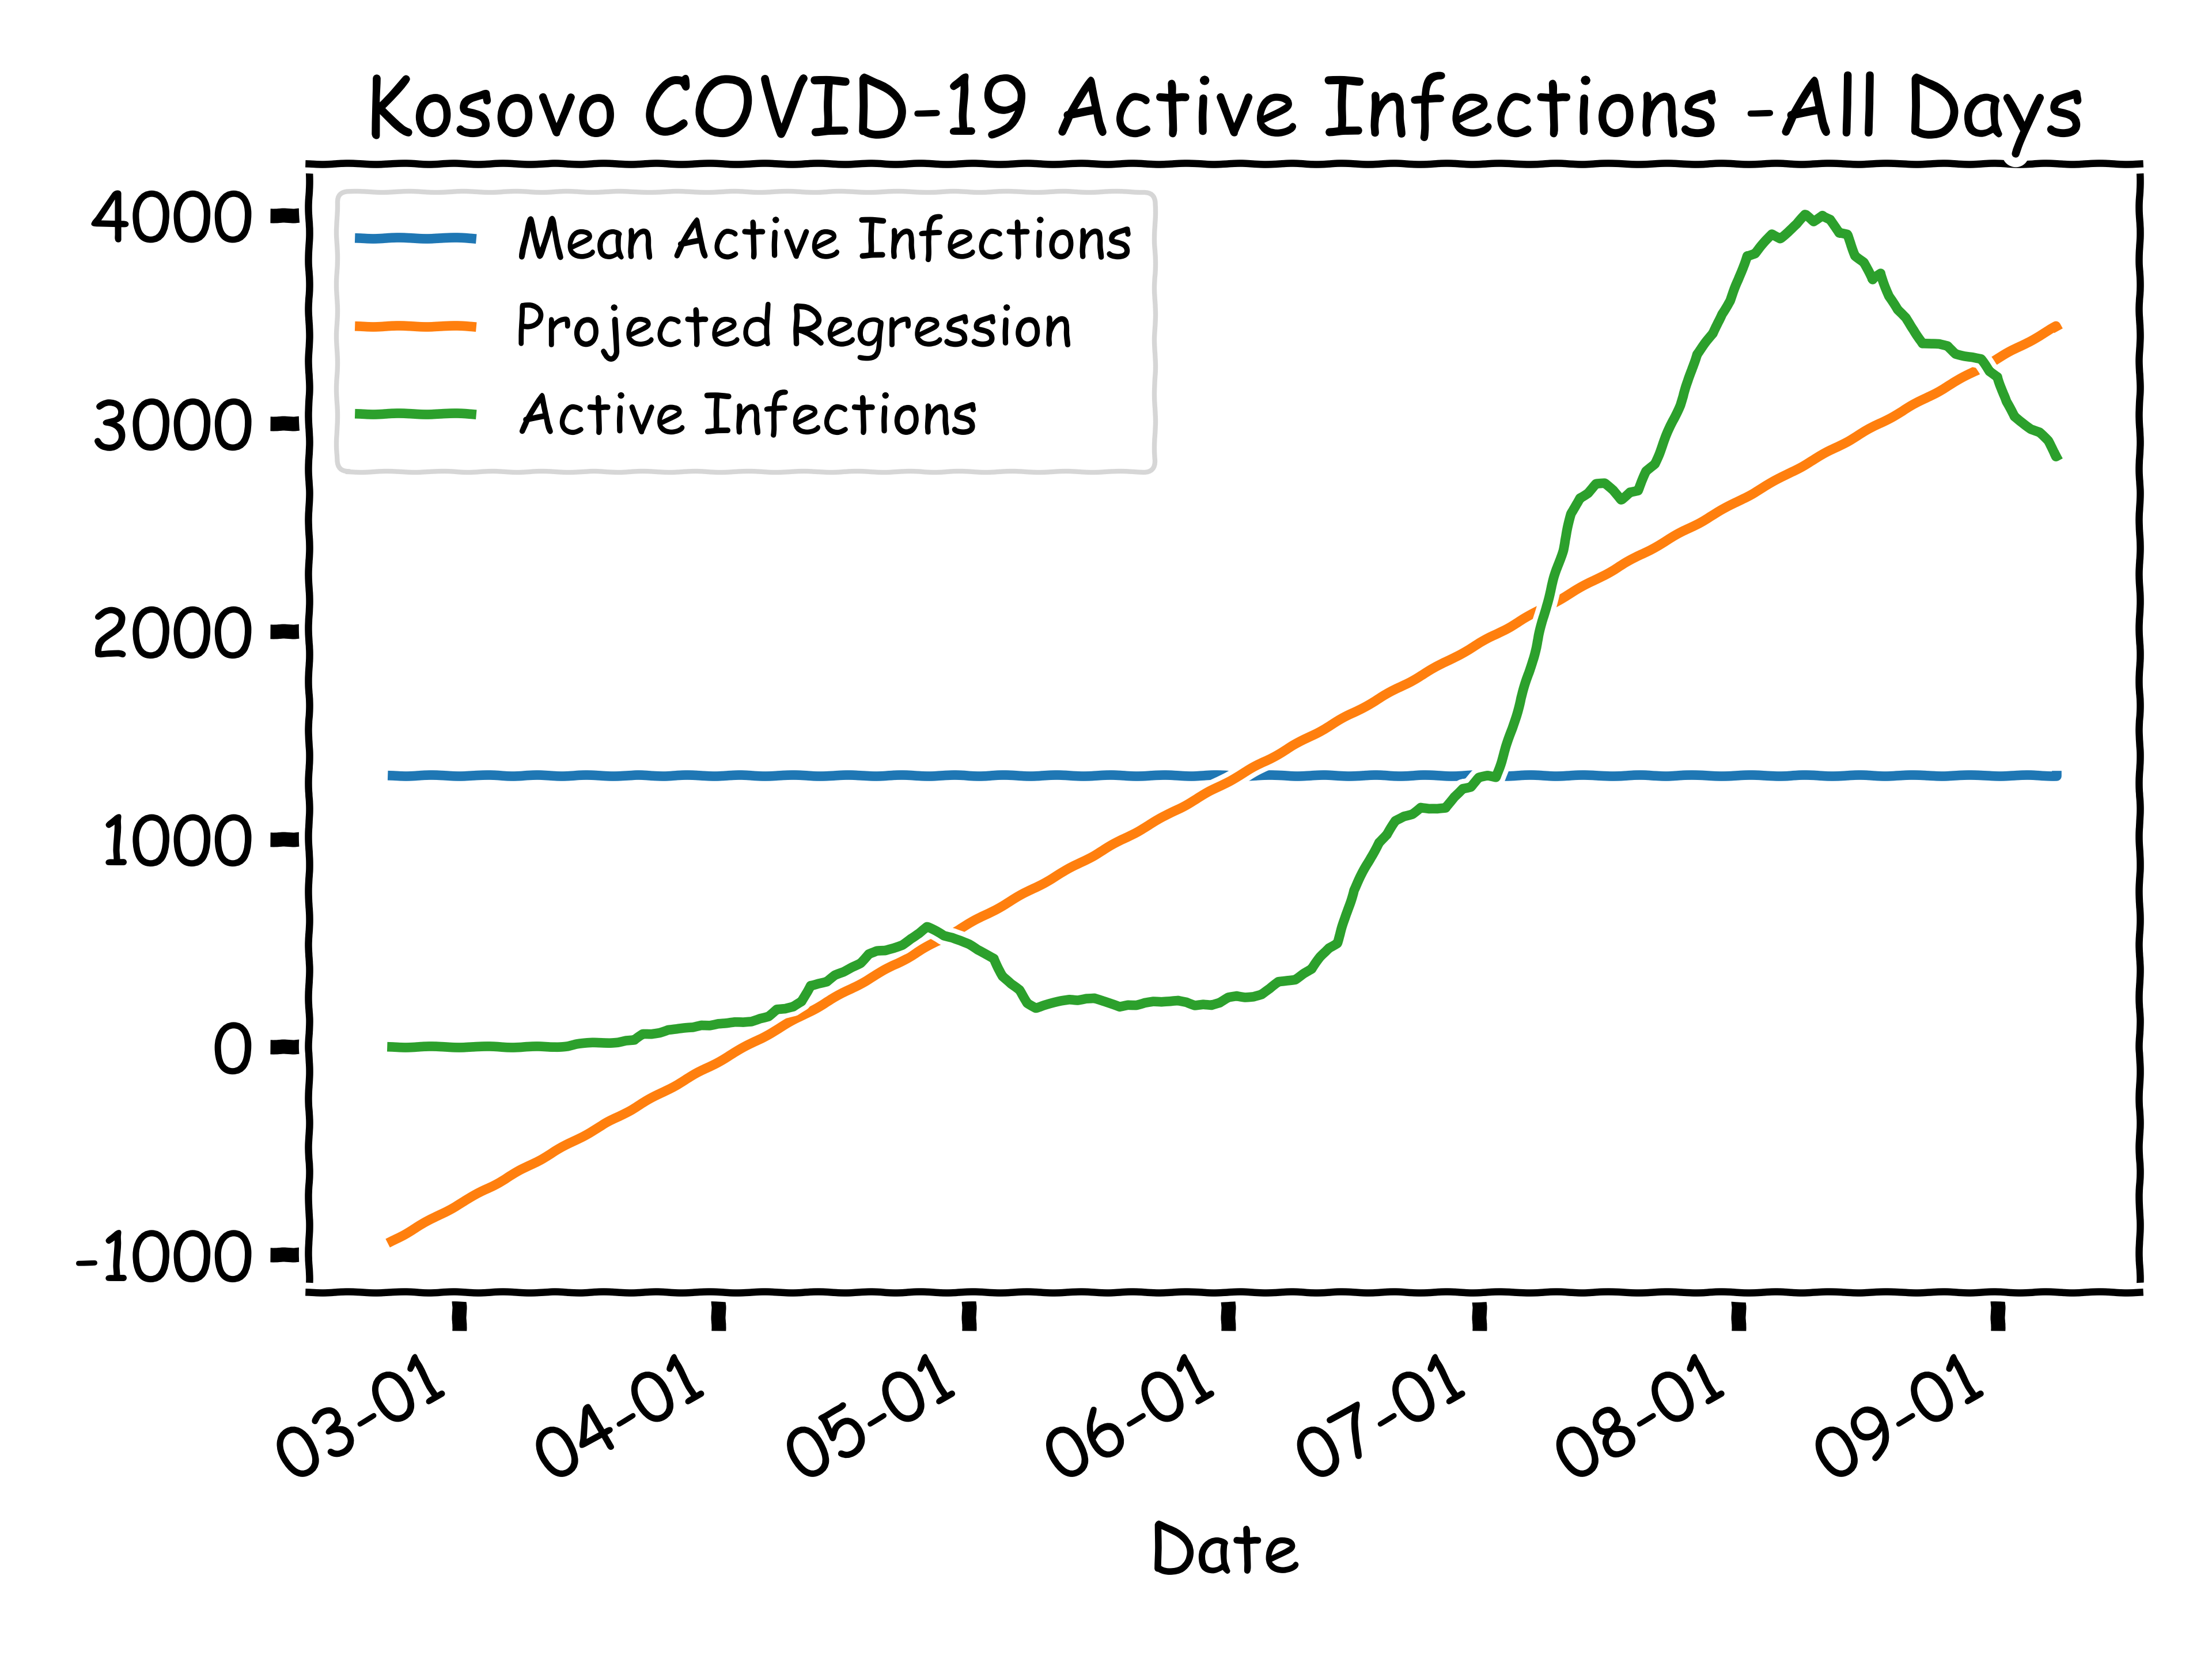 Kosovo COVID-19 Active Infections -All Days
Mean Active Infections
Projected Regression
Active Infections
4000
3000
2000
1000
0
-1000
03-01
04-01
05-01
06-01
07-01
08-01
09-01
Date